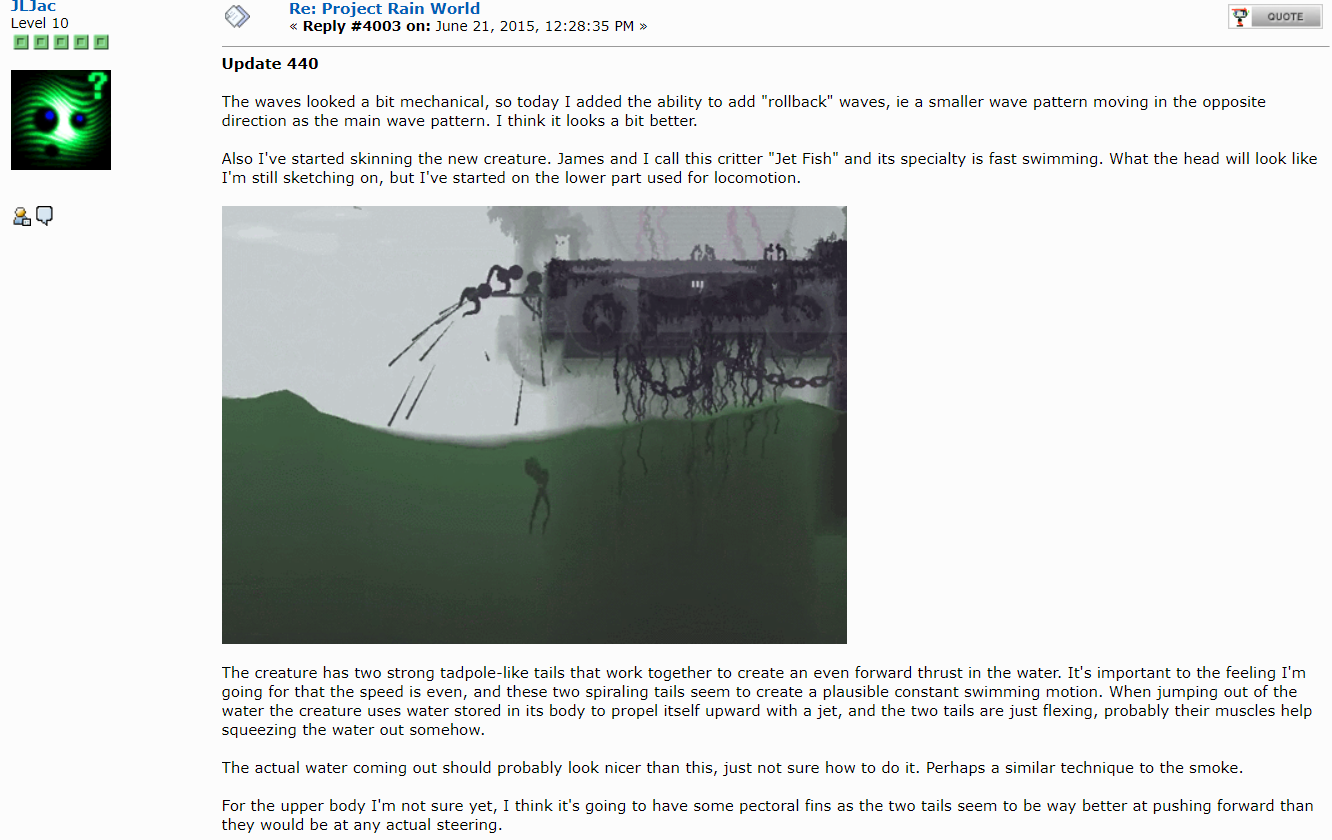 JLJac
Level 10
Re: Project Rain World
« Reply #4003 on: June 21, 2015, 12:28:35 PM »
QUOTE
Update 440
The waves looked a bit mechanical, so today I added the ability to add "rollback" waves, ie a smaller wave pattern moving in the opposite
direction as the main wave pattern. I think it looks a bit better.
Also I've started skinning the new creature. James and I call this critter "Jet Fish" and its specialty is fast swimming. What the head will look like
I'm still sketching on, but I've started on the lower part used for locomotion.
The creature has two strong tadpole-like tails that work together to create an even forward thrust in the water. It's important to the feeling I'm
going for that the speed is even, and these two spiraling tails seem to create a plausible constant swimming motion. When jumping out of the
water the creature uses water stored in its body to propel itself upward with a jet, and the two tails are just flexing, probably their muscles help
squeezing the water out somehow.
The actual water coming out should probably look nicer than this, just not sure how to do it. Perhaps a similar technique to the smoke.
For the upper body I'm not sure yet, I think it's going to have some pectoral fins as the two tails seem to be way better at pushing forward than
they would be at any actual steering.